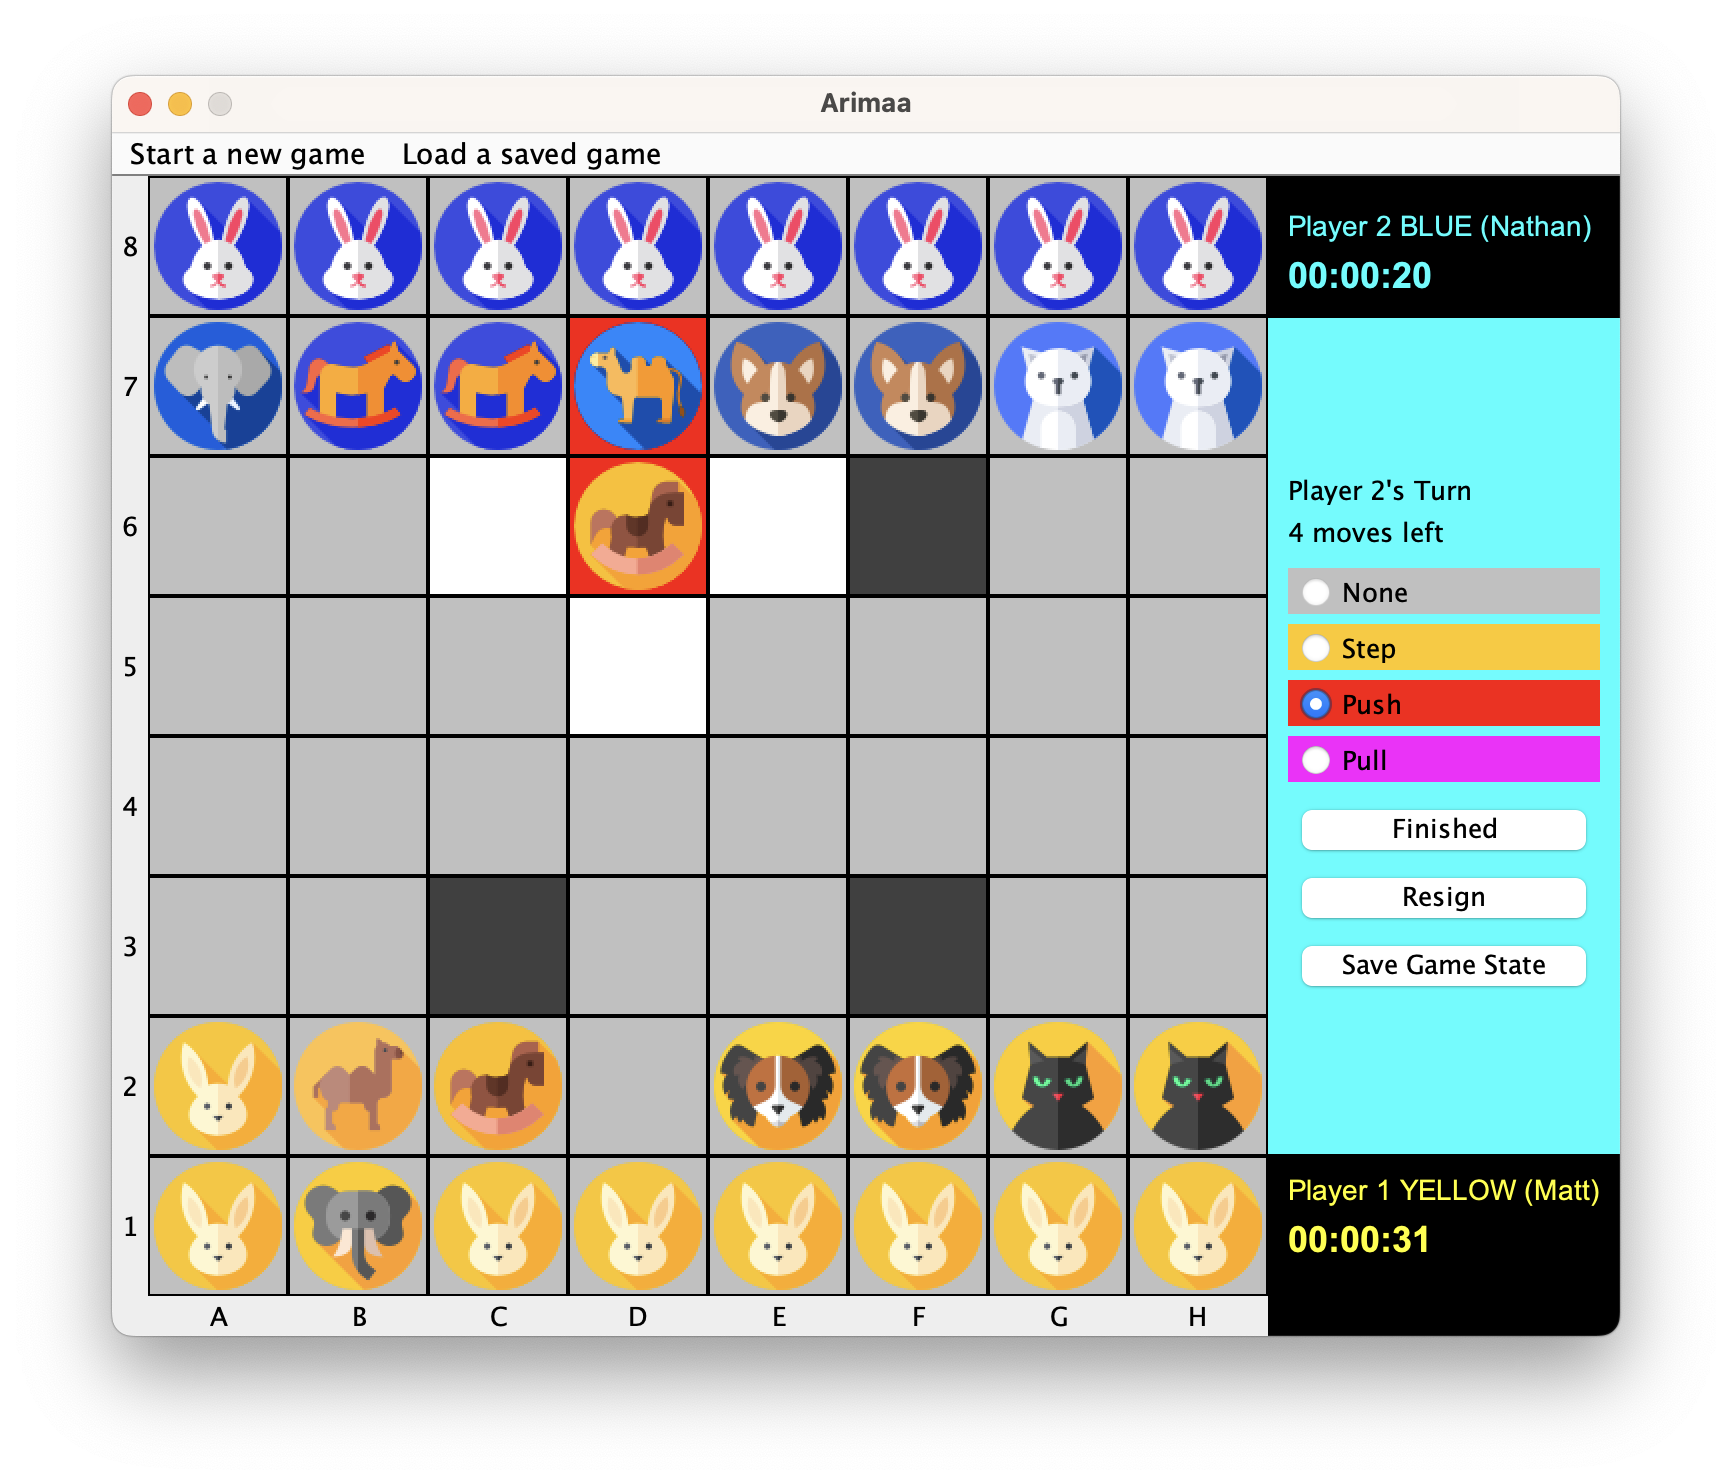 Arimaa
Start a new game Load a saved game
8
7
6
5
4
3
2
1
A B C D E F G H
Player 2 BLUE (Nathan)
00:00:20
Player 2's Turn
4 moves left
None
Step
Push
Pull
Finished
Resign
Save Game State
Player 1 YELLOW (Matt)
00:00:31